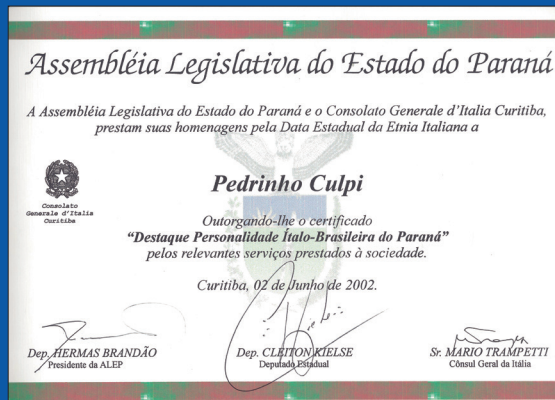 Assembléia Legislativa do Estado do Paraná
A Assembléia Legislativa do Estado do Paraná e o Consolato Generale d'Italia Curitiba,
prestam suas homenagens pela Data Estadual da Etnia Italiana a
Consolato
Generale d'Italia
Curitiba
Pedrinho Culpi
Outorgando-lhe o certificado
"Destaque Personalidade Ítalo-Brasileira do Paraná"
pelos relevantes serviços prestados à sociedade.
Curitiba, 02 de Junho de 2002.
Dep. HERMAS BRANDÃO
Presidente da ALEP
Dep. CLEITON KIELSE
Deputado Estadual
Sr. MARIO TRAMPETTI
Cônsul Geral da Itália